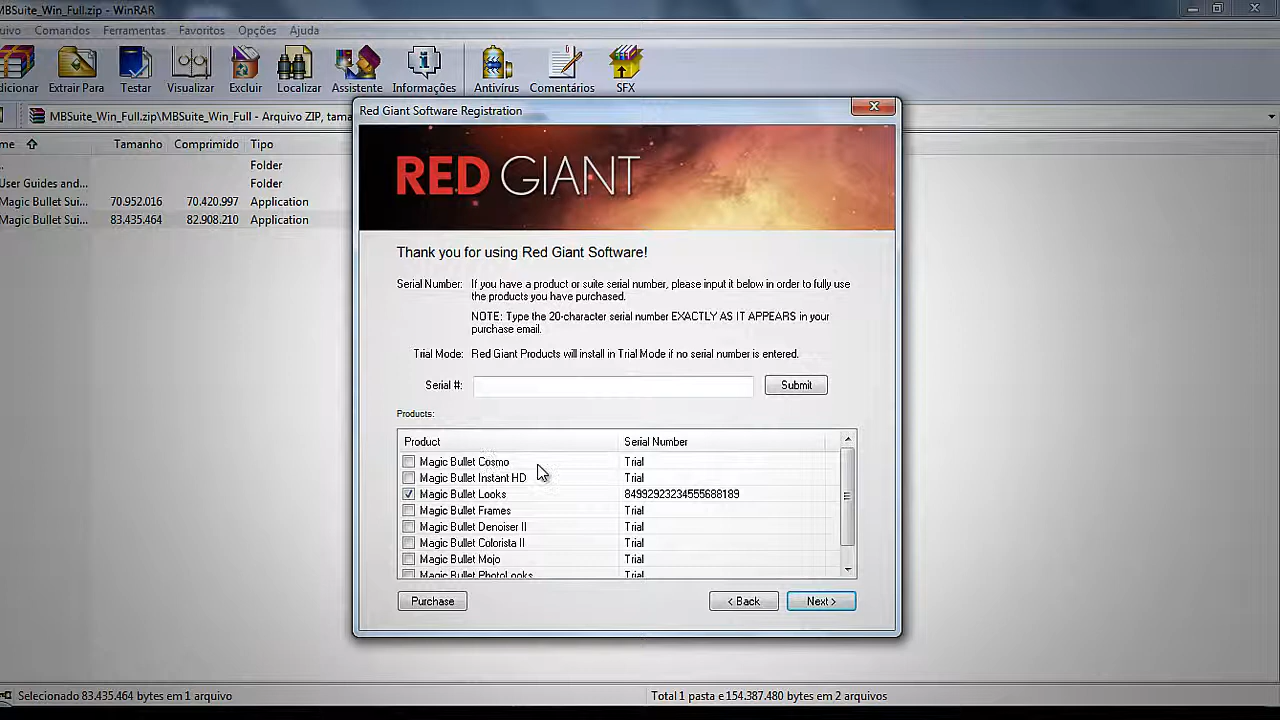 MBSuite_Win_Full.zip - WinRAR
Comandos Ferramentas Favoritos Opções Ajuda
Extrair Para Testar Visualizar Excluir Localizar Assistente Informações Antivírus Comentários SFX
MBSuite_Win_Full.zip\MBSuite_Win_Full - Arquivo ZIP, tama
Tamanho Comprimido Tipo
Folder
User Guides and... Folder
Magic Bullet Sui... 70.952.016 70.420.997 Application
Magic Bullet Sui... 83.435.464 82.908.210 Application
Red Giant Software Registration
RED GIANT
Thank you for using Red Giant Software!
Serial Number: If you have a product or suite serial number, please input it below in order to fully use
the products you have purchased.
NOTE: Type the 20-character serial number EXACTLY AS IT APPEARS in your
purchase email.
Trial Mode: Red Giant Products will install in Trial Mode if no serial number is entered.
Serial #: Submit
Products:
Product Serial Number
Magic Bullet Cosmo Trial
Magic Bullet Instant HD Trial
Magic Bullet Looks 84992923234555688189
Magic Bullet Frames Trial
Magic Bullet Denoiser II Trial
Magic Bullet Colorista II Trial
Magic Bullet Mojo Trial
Magic Bullet PhotoLooks Trial
Purchase < Back Next >
Selecionado 83.435.464 bytes em 1 arquivo Total 1 pasta e 154.387.480 bytes em 2 arquivos